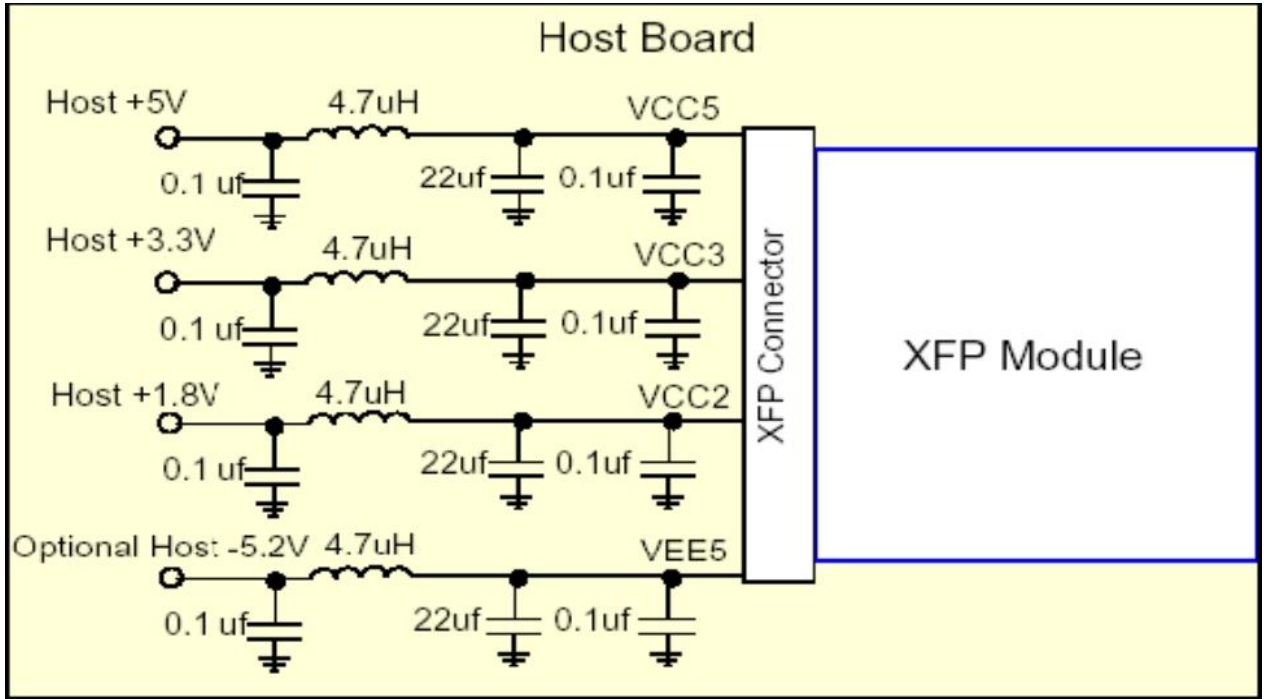 Host Board
Host +5V 4.7uH VCC5
0.1 uf 22uf 0.1uf
Host +3.3V 4.7uH VCC3
0.1 uf 22uf 0.1uf
Host +1.8V 4.7uH VCC2
0.1 uf 22uf 0.1uf
Optional Host -5.2V 4.7uH VEE5
0.1 uf 22uf 0.1uf
XFP Connector
XFP Module